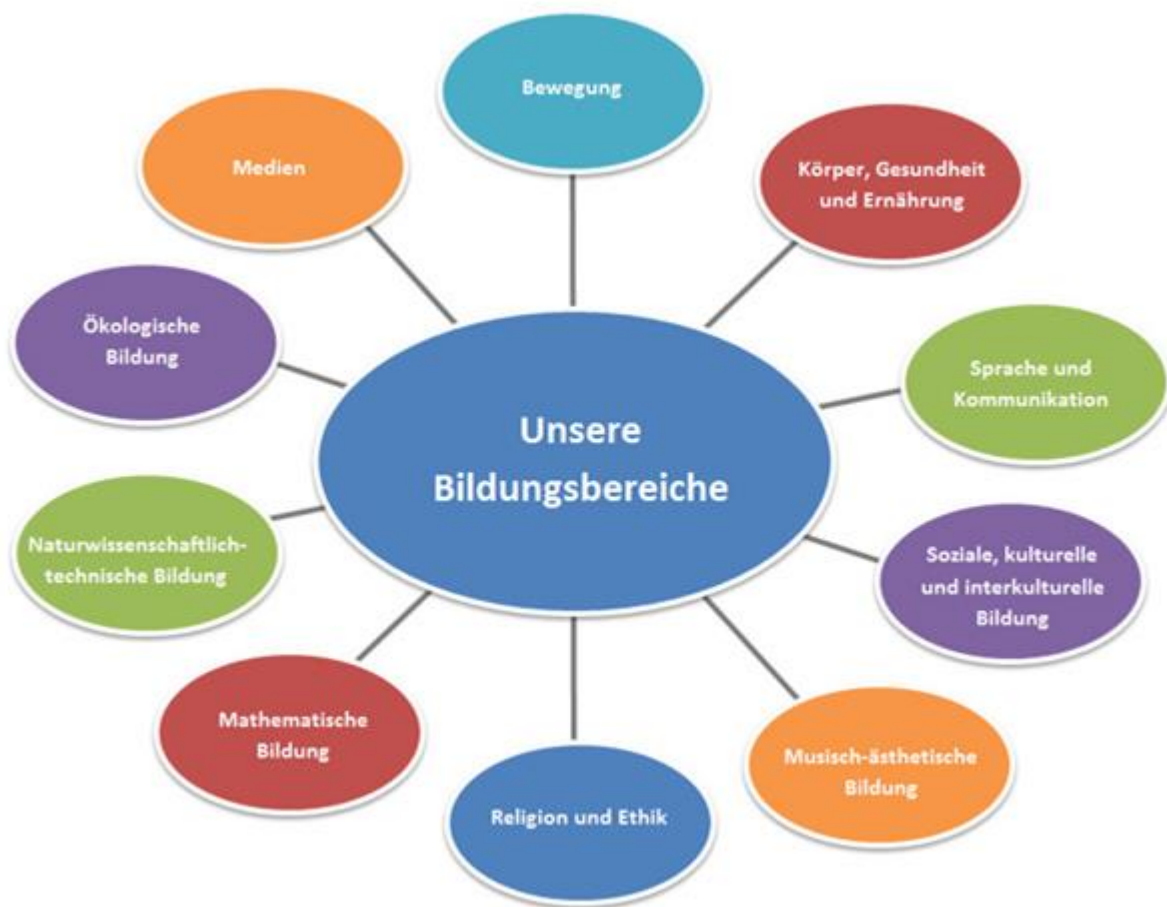 Bewegung
Körper, Gesundheit
und Ernährung
Sprache und
Kommunikation
Soziale, kulturelle
und interkulturelle
Bildung
Musisch-ästhetische
Bildung
Religion und Ethik
Mathematische
Bildung
Naturwissenschaftlich-
technische Bildung
Ökologische
Bildung
Medien
Unsere
Bildungsbereiche